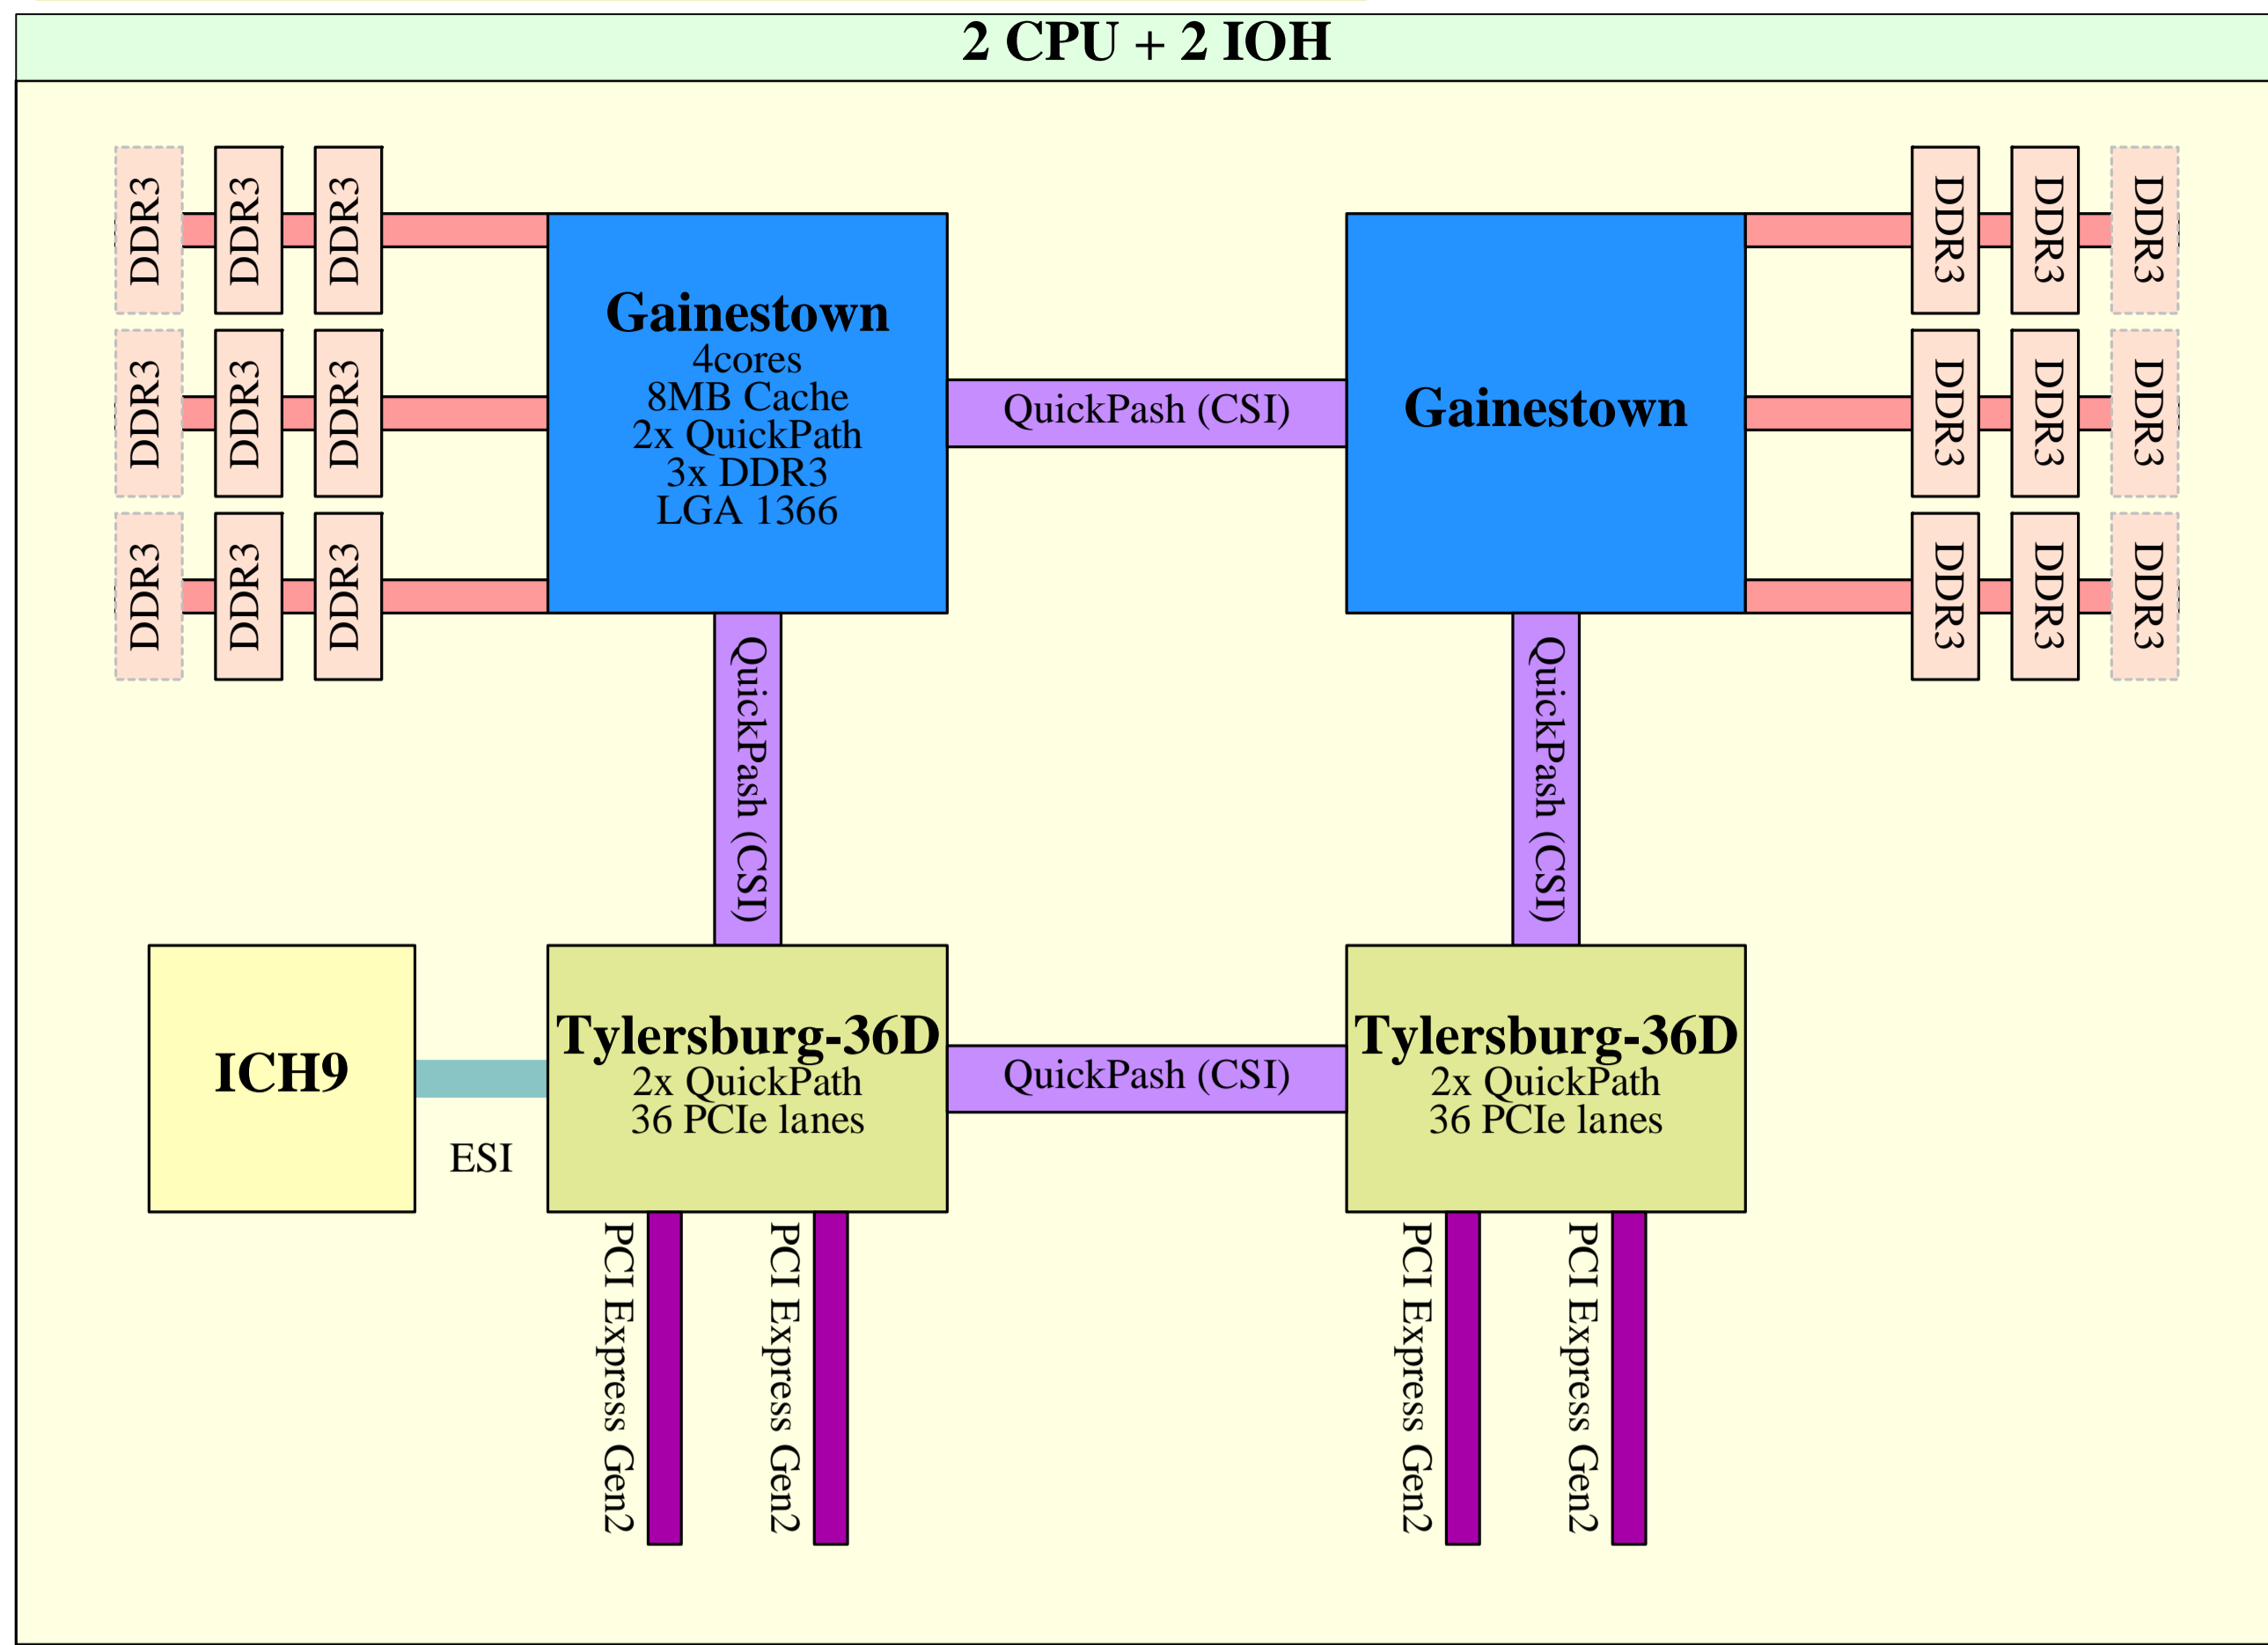 2 CPU + 2 IOH
DDR3
DDR3
DDR3
DDR3
DDR3
DDR3
DDR3
DDR3
DDR3
Gainestown
4cores
8MB Cache
2x QuickPath
3x DDR3
LGA 1366
QuickPash (CSI)
Gainestown
DDR3
DDR3
DDR3
DDR3
DDR3
DDR3
DDR3
DDR3
DDR3
QuickPash (CSI)
QuickPash (CSI)
ICH9
ESI
Tylersburg-36D
2x QuickPath
36 PCIe lanes
QuickPash (CSI)
Tylersburg-36D
2x QuickPath
36 PCIe lanes
PCI Express Gen2
PCI Express Gen2
PCI Express Gen2
PCI Express Gen2